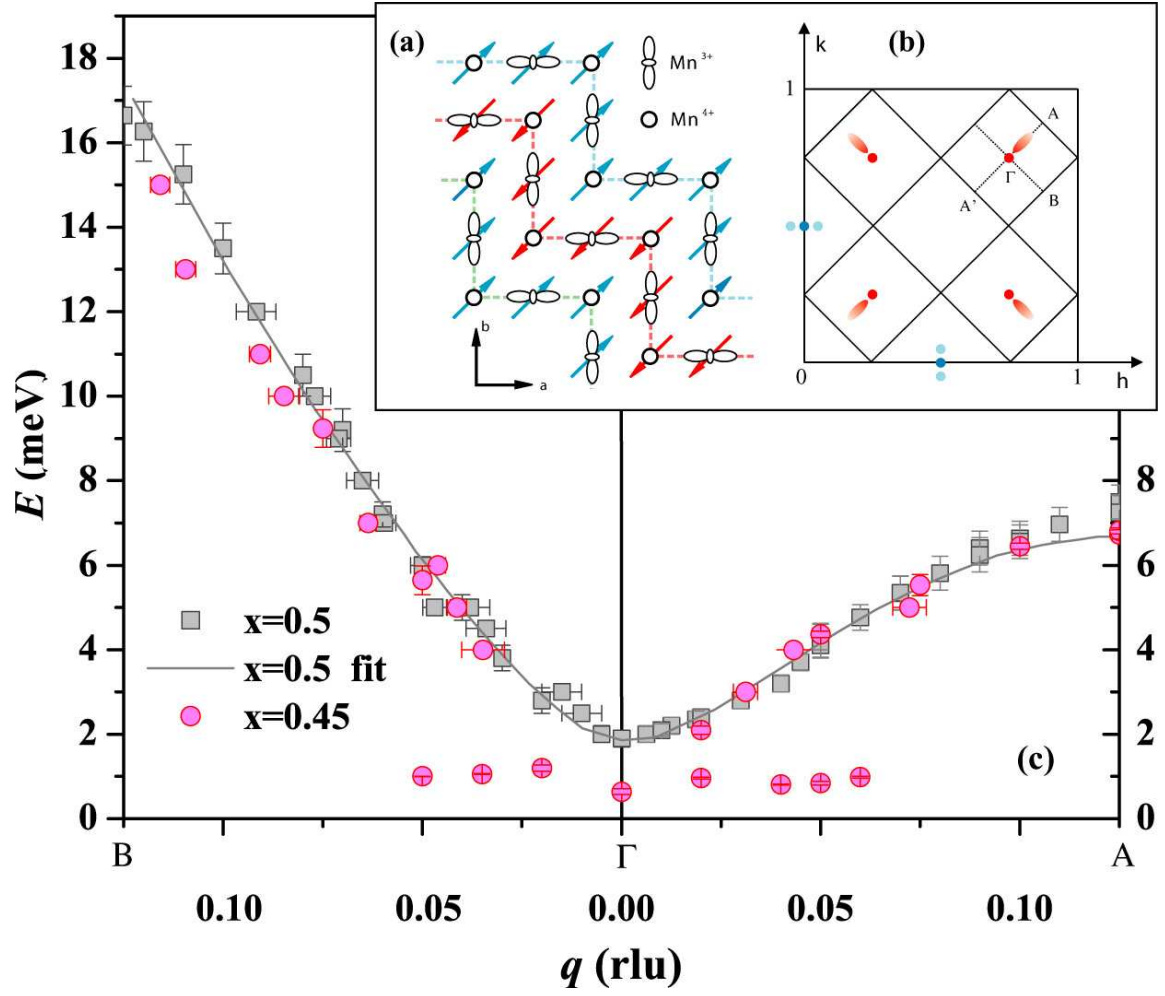 18
16
14
12
10
8
6
4
2
0
E (meV)
(a)
Mn3+
Mn4+
b
a
(b)
k
1
A
Γ
A'
B
0
1
h
8
6
4
2
0
x=0.5
x=0.5 fit
x=0.45
(c)
B Γ A
0.10 0.05 0.00 0.05 0.10
q (rlu)